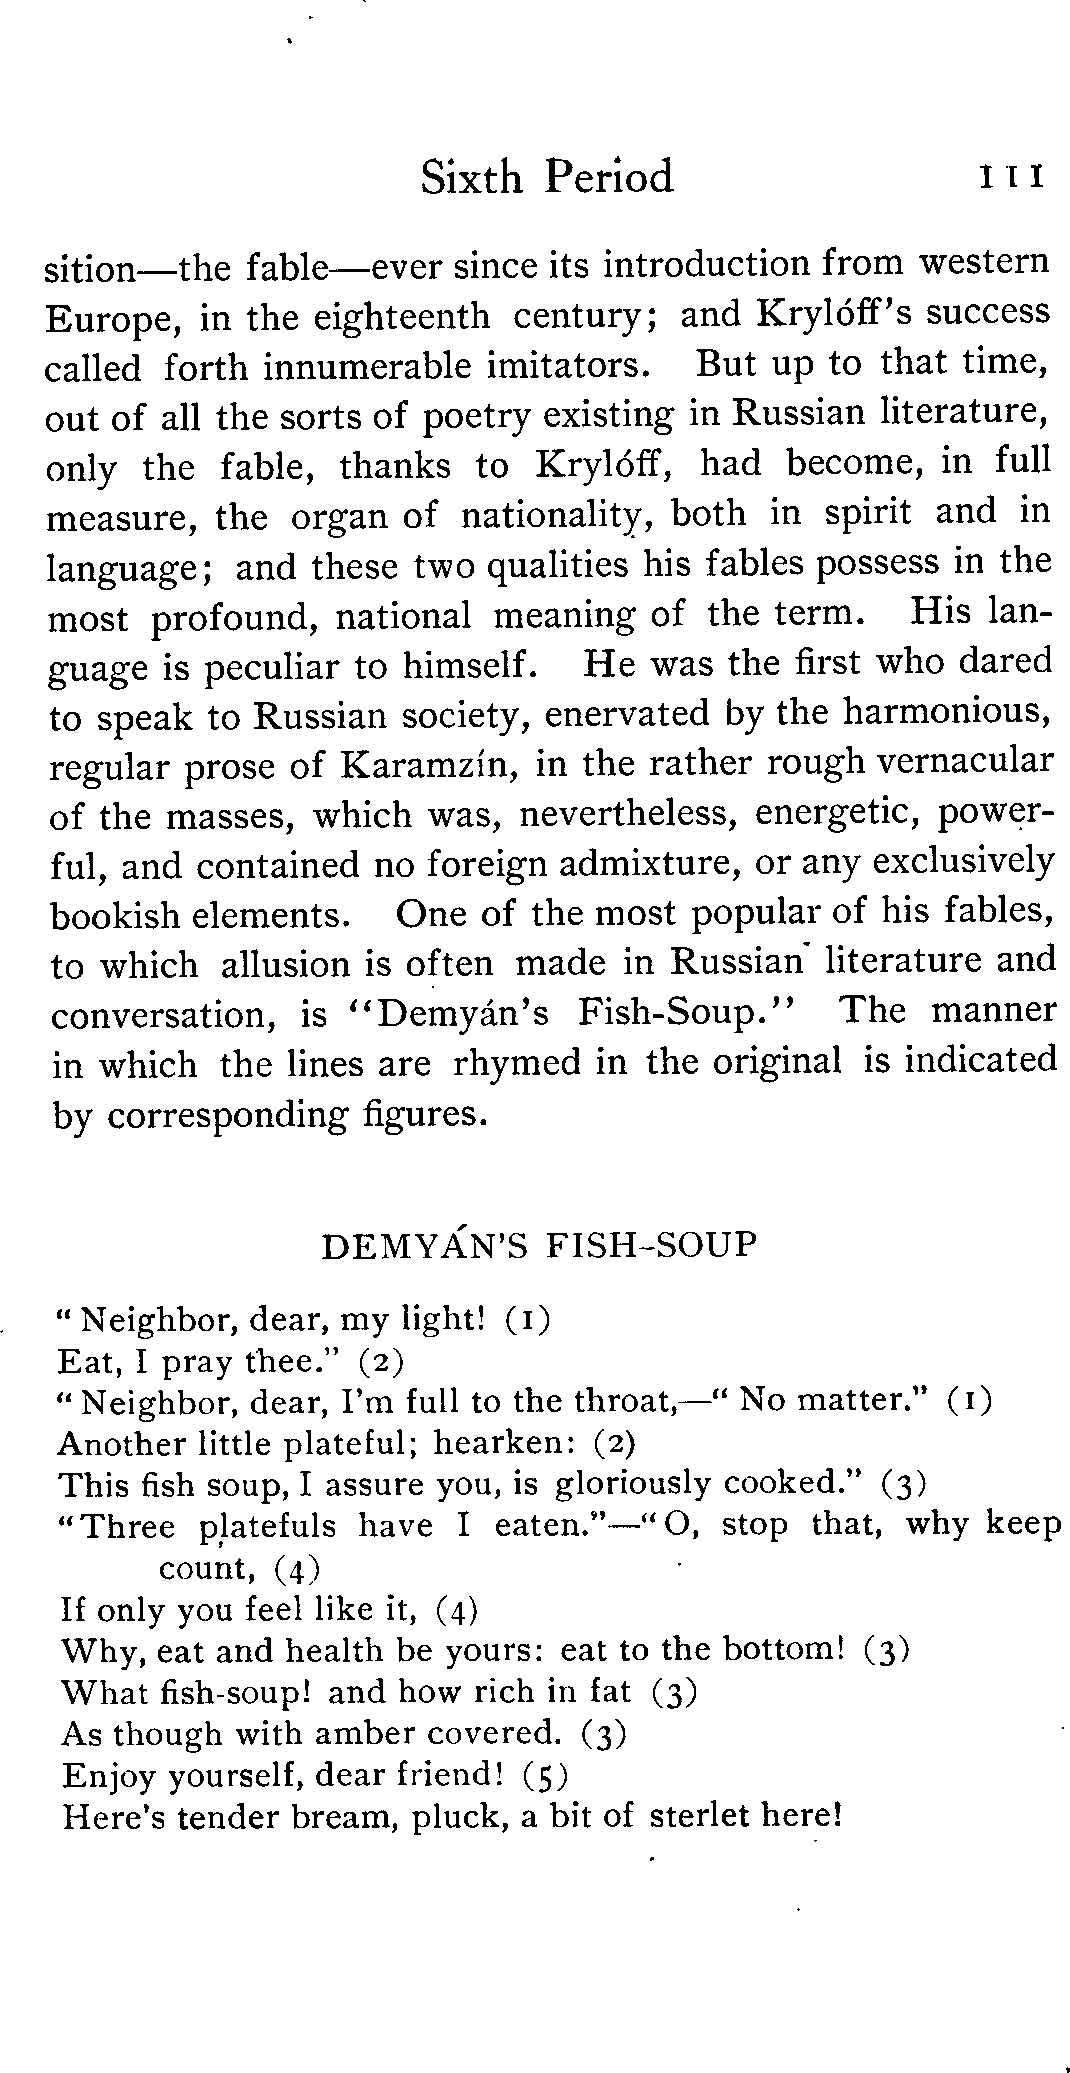 Sixth Period 111
sition—the fable—ever since its introduction from western
Europe, in the eighteenth century; and Krylóff's success
called forth innumerable imitators. But up to that time,
out of all the sorts of poetry existing in Russian literature,
only the fable, thanks to Krylóff, had become, in full
measure, the organ of nationality, both in spirit and in
language; and these two qualities his fables possess in the
most profound, national meaning of the term. His lan-
guage is peculiar to himself. He was the first who dared
to speak to Russian society, enervated by the harmonious,
regular prose of Karamzín, in the rather rough vernacular
of the masses, which was, nevertheless, energetic, power-
ful, and contained no foreign admixture, or any exclusively
bookish elements. One of the most popular of his fables,
to which allusion is often made in Russian literature and
conversation, is "Demyán's Fish-Soup." The manner
in which the lines are rhymed in the original is indicated
by corresponding figures.
DEMYÁN'S FISH-SOUP
"Neighbor, dear, my light! (1)
Eat, I pray thee." (2)
"Neighbor, dear, I'm full to the throat,—"No matter." (1)
Another little plateful; hearken: (2)
This fish soup, I assure you, is gloriously cooked." (3)
"Three platefuls have I eaten."—"O, stop that, why keep
count, (4)
If only you feel like it, (4)
Why, eat and health be yours: eat to the bottom! (3)
What fish-soup! and how rich in fat (3)
As though with amber covered. (3)
Enjoy yourself, dear friend! (5)
Here's tender bream, pluck, a bit of sterlet here!